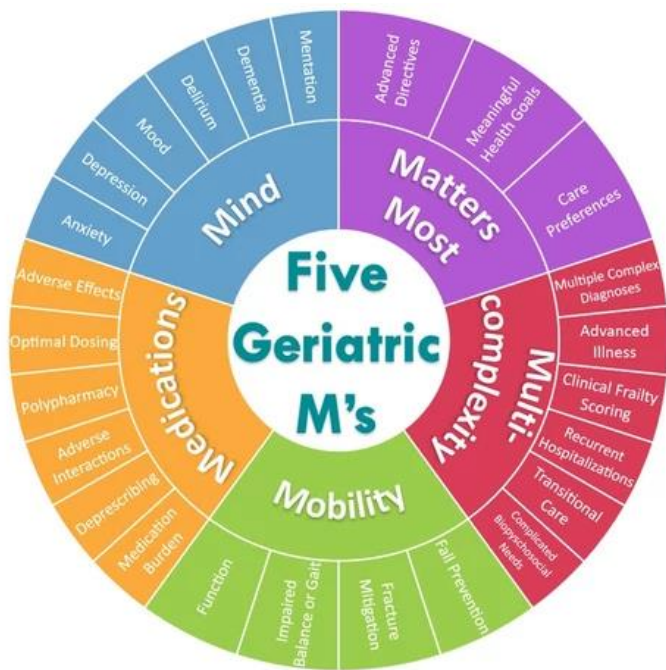 Five
Geriatric
M's
Matters
Most
Advanced
Directives
Meaningful
Health Goals
Care
Preferences
Multi-
complexity
Multiple Complex
Diagnoses
Advanced
Illness
Clinical Frailty
Scoring
Recurrent
Hospitalizations
Transitional
Care
Complicated
Biopyschosocial
Needs
Mobility
Fall Prevention
Fracture
Mitigation
Impaired
Balance or Gait
Function
Medications
Medication
Burden
Deprescribing
Adverse
Interactions
Polypharmacy
Optimal Dosing
Adverse Effects
Mind
Anxiety
Depression
Mood
Delirium
Dementia
Mentation